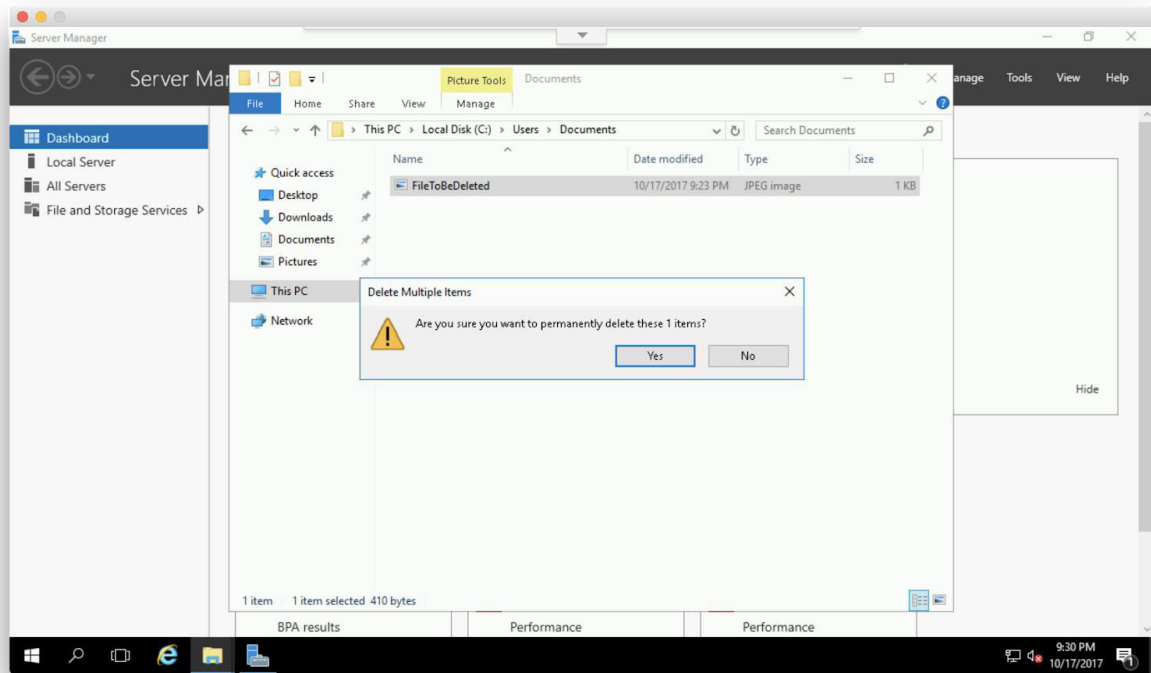 Server Manager
Server Mar
Manage Tools View Help
Picture Tools Documents
File Home Share View Manage
This PC > Local Disk (C:) > Users > Documents
Search Documents
Dashboard
Local Server
All Servers
File and Storage Services
Quick access
Desktop
Downloads
Documents
Pictures
This PC
Network
Name Date modified Type Size
FileToBeDeleted 10/17/2017 9:23 PM JPEG image 1 KB
Delete Multiple Items
Are you sure you want to permanently delete these 1 items?
Yes No
Hide
1 item 1 item selected 410 bytes
BPA results Performance Performance
9:30 PM
10/17/2017
1